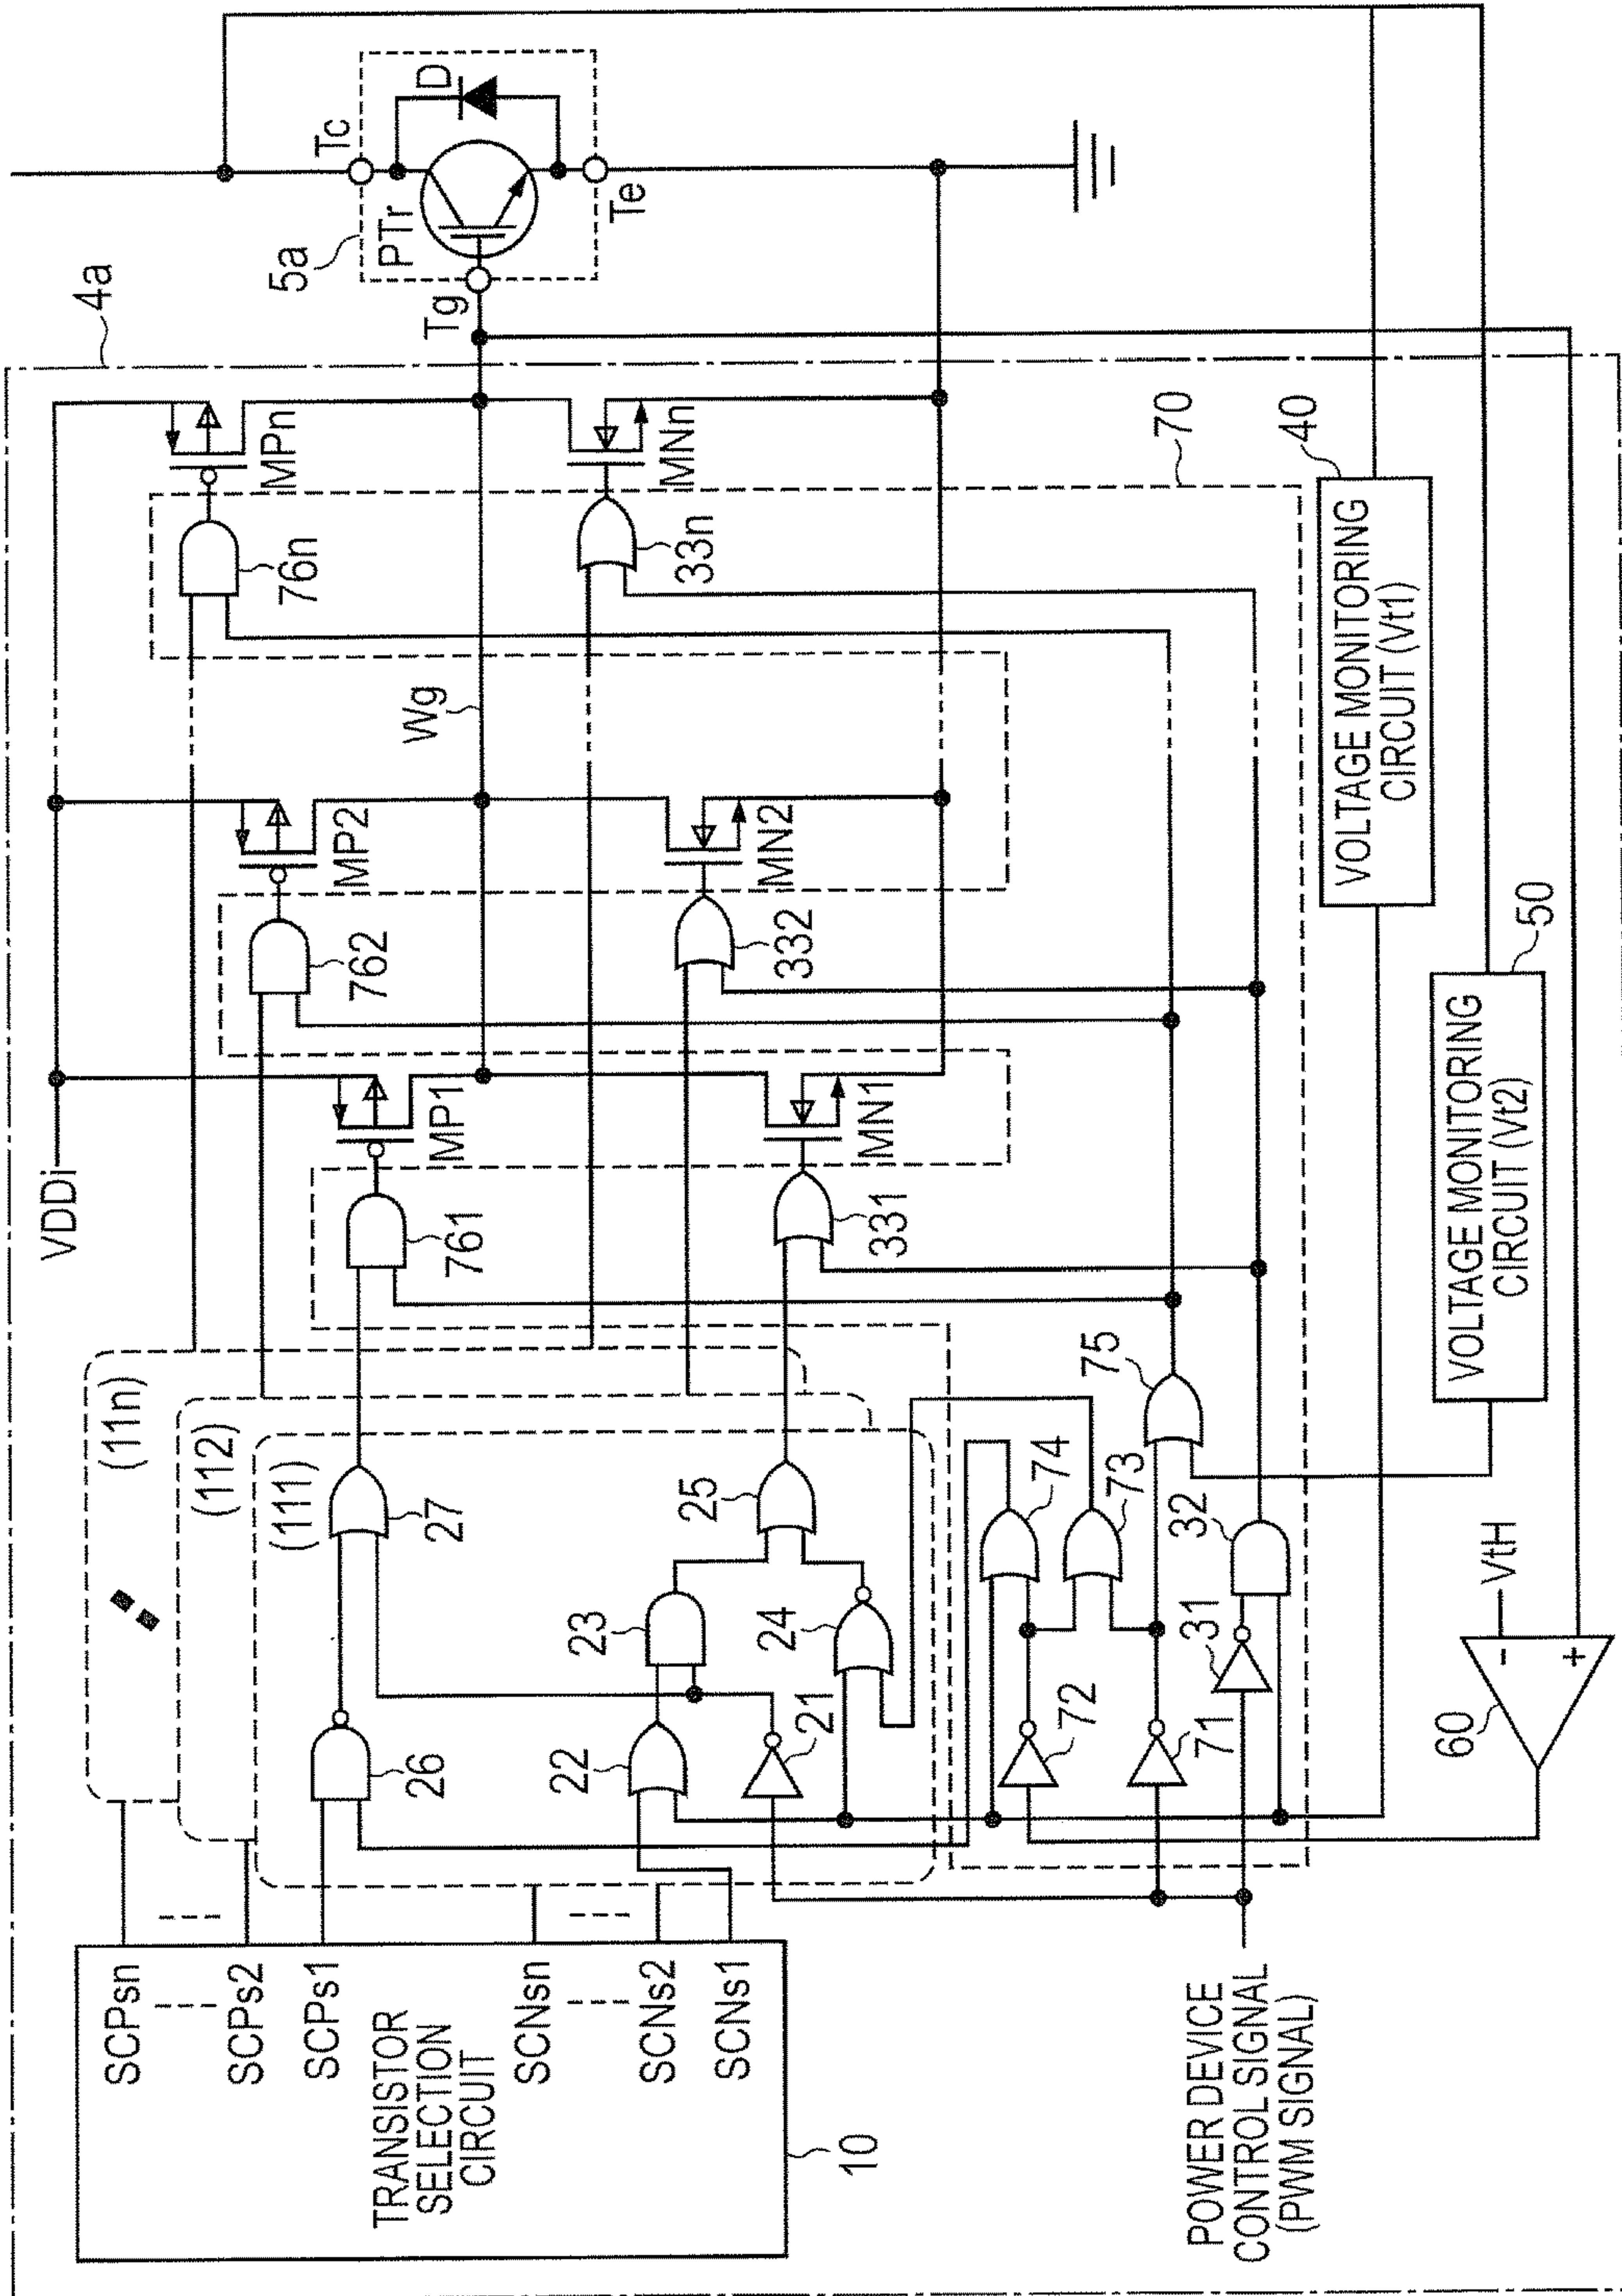 4a
VDDi
Tc
D
5a
PTr
Tg
Te
MPn
76n
MP2
762
MP1
761
Wg
MNn
33n
MN2
332
MN1
331
70
(11n)
(112)
(111)
27
26
25
23
22
24
21
75
74
73
72
71
32
31
40
VOLTAGE MONITORING
CIRCUIT (Vt1)
50
VOLTAGE MONITORING
CIRCUIT (Vt2)
VtH
-
+
60
SCPsn
SCPs2
SCPs1
TRANSISTOR
SELECTION
CIRCUIT
SCNsn
SCNs2
SCNs1
10
POWER DEVICE
CONTROL SIGNAL
(PWM SIGNAL)